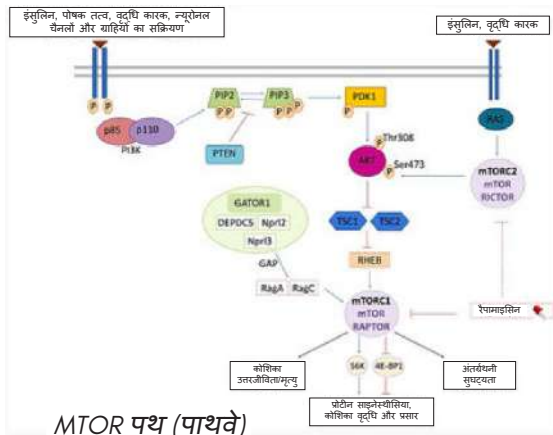 इंसुलिन, पोषक तत्व, वृद्धि कारक, न्यूरोनल
चैनलों और ग्राहियों का सक्रियण
इंसुलिन, वृद्धि कारक
P P
p85 p110
PI3K
PIP2
P P
PIP3
P P P
PTEN
PDK1
P
P Thr308
AKT
P Ser473
RAS
mTORC2
mTOR
RICTOR
TSC1 TSC2
GATOR1
DEPDC5 Nprl2
Nprl3
GAP
RagA RagC
RHEB
mTORC1
mTOR
RAPTOR
रैपामाइसिन
कोशिका
उत्तरजीविता/मृत्यु
S6K 4E-BP1
अंतर्ग्रथनी
सुघट्यता
प्रोटीन साइनेस्थीसिया,
कोशिका वृद्धि और प्रसार
MTOR पथ (पाथवे)